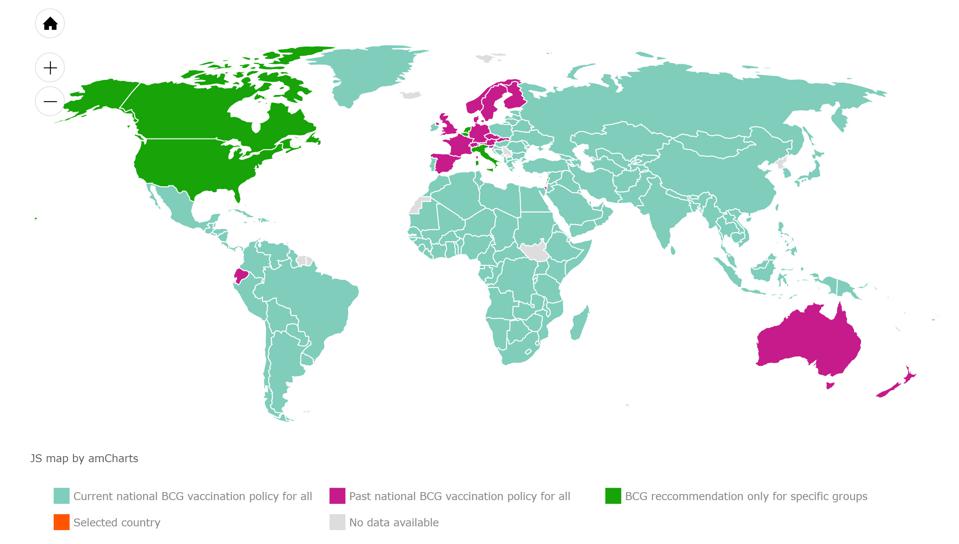 JS map by amCharts
Current national BCG vaccination policy for all
Past national BCG vaccination policy for all
BCG reccommendation only for specific groups
Selected country
No data available